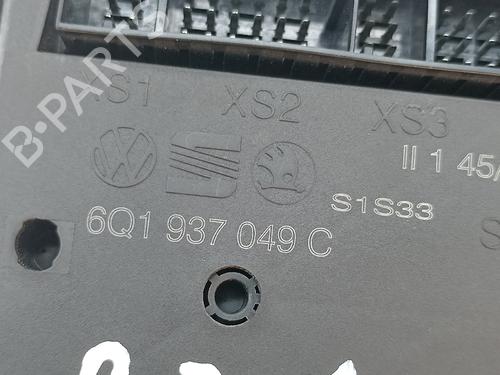 XS1 XS2 XS3
II 1 45/
S1S33
6Q1 937 049 C
B-PARTS